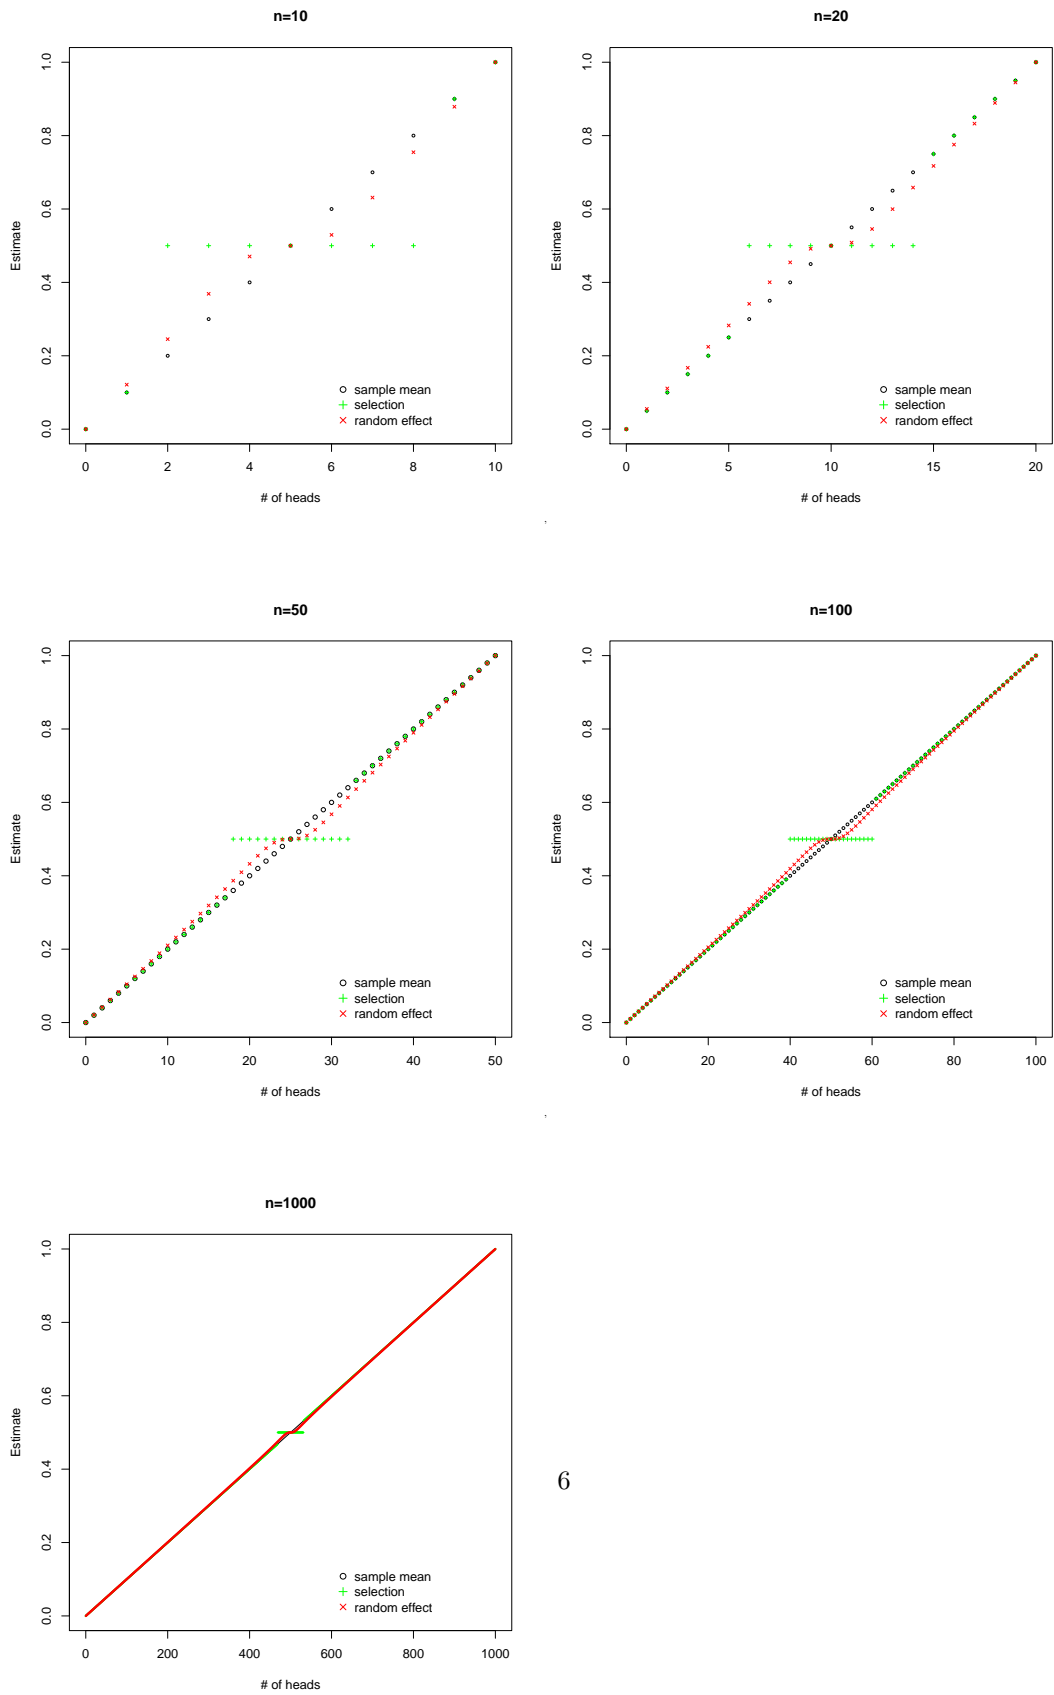 n=10
1.0
0.8
0.6
0.4
0.2
0.0
Estimate
sample mean
selection
random effect
0 2 4 6 8 10
# of heads
n=20
1.0
0.8
0.6
0.4
0.2
0.0
Estimate
sample mean
selection
random effect
0 5 10 15 20
# of heads
,
n=50
1.0
0.8
0.6
0.4
0.2
0.0
Estimate
sample mean
selection
random effect
0 10 20 30 40 50
# of heads
n=100
1.0
0.8
0.6
0.4
0.2
0.0
Estimate
sample mean
selection
random effect
0 20 40 60 80 100
# of heads
,
n=1000
1.0
0.8
0.6
0.4
0.2
0.0
Estimate
sample mean
selection
random effect
0 200 400 600 800 1000
# of heads
6